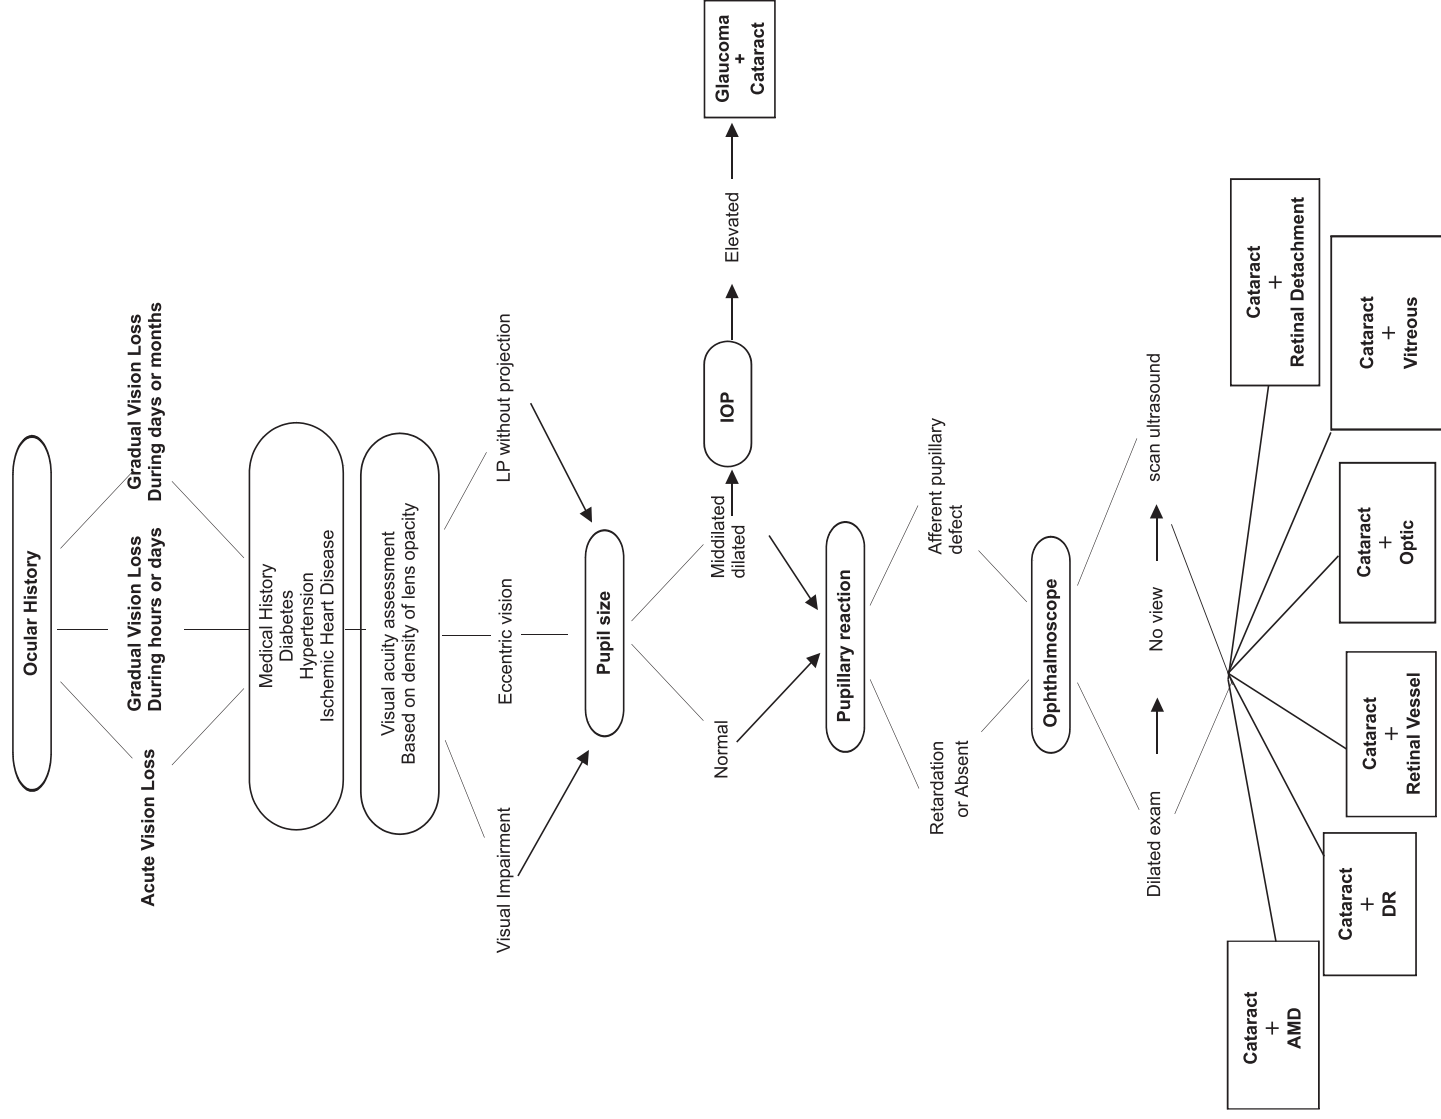 Ocular History
Acute Vision Loss
Gradual Vision Loss
During hours or days
Gradual Vision Loss
During days or months
Medical History
Diabetes
Hypertension
Ischemic Heart Disease
Visual acuity assessment
Based on density of lens opacity
Visual Impairment
Eccentric vision
LP without projection
Pupil size
Normal
Middilated
dilated
IOP
Elevated
Glaucoma
+
Cataract
Pupillary reaction
Retardation
or Absent
Afferent pupillary
defect
Ophthalmoscope
Dilated exam
No view
scan ultrasound
Cataract
+
AMD
Cataract
+
DR
Cataract
+
Retinal Vessel
Cataract
+
Optic
Cataract
+
Vitreous
Cataract
+
Retinal Detachment